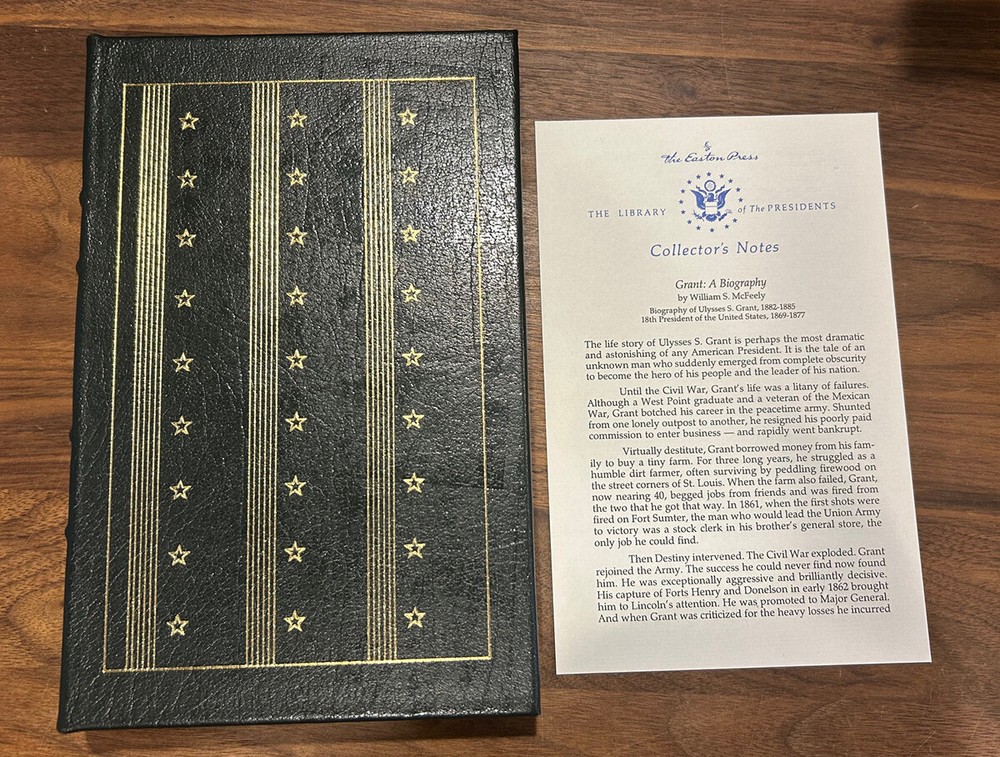 by
The Easton Press
THE LIBRARY of The PRESIDENTS
Collector's Notes
Grant: A Biography
by William S. McFeely
Biography of Ulysses S. Grant, 1882-1885
18th President of the United States, 1869-1877
The life story of Ulysses S. Grant is perhaps the most dramatic
and astonishing of any American President. It is the tale of an
unknown man who suddenly emerged from complete obscurity
to become the hero of his people and the leader of his nation.
Until the Civil War, Grant's life was a litany of failures.
Although a West Point graduate and a veteran of the Mexican
War, Grant botched his career in the peacetime army. Shunted
from one lonely outpost to another, he resigned his poorly paid
commission to enter business — and rapidly went bankrupt.
Virtually destitute, Grant borrowed money from his fam-
ily to buy a tiny farm. For three long years, he struggled as a
humble dirt farmer, often surviving by peddling firewood on
the street corners of St. Louis. When the farm also failed, Grant,
now nearing 40, begged jobs from friends and was fired from
the two that he got that way. In 1861, when the first shots were
fired on Fort Sumter, the man who would lead the Union Army
to victory was a stock clerk in his brother's general store, the
only job he could find.
Then Destiny intervened. The Civil War exploded. Grant
rejoined the Army. The success he could never find now found
him. He was exceptionally aggressive and brilliantly decisive.
His capture of Forts Henry and Donelson in early 1862 brought
him to Lincoln's attention. He was promoted to Major General.
And when Grant was criticized for the heavy losses he incurred